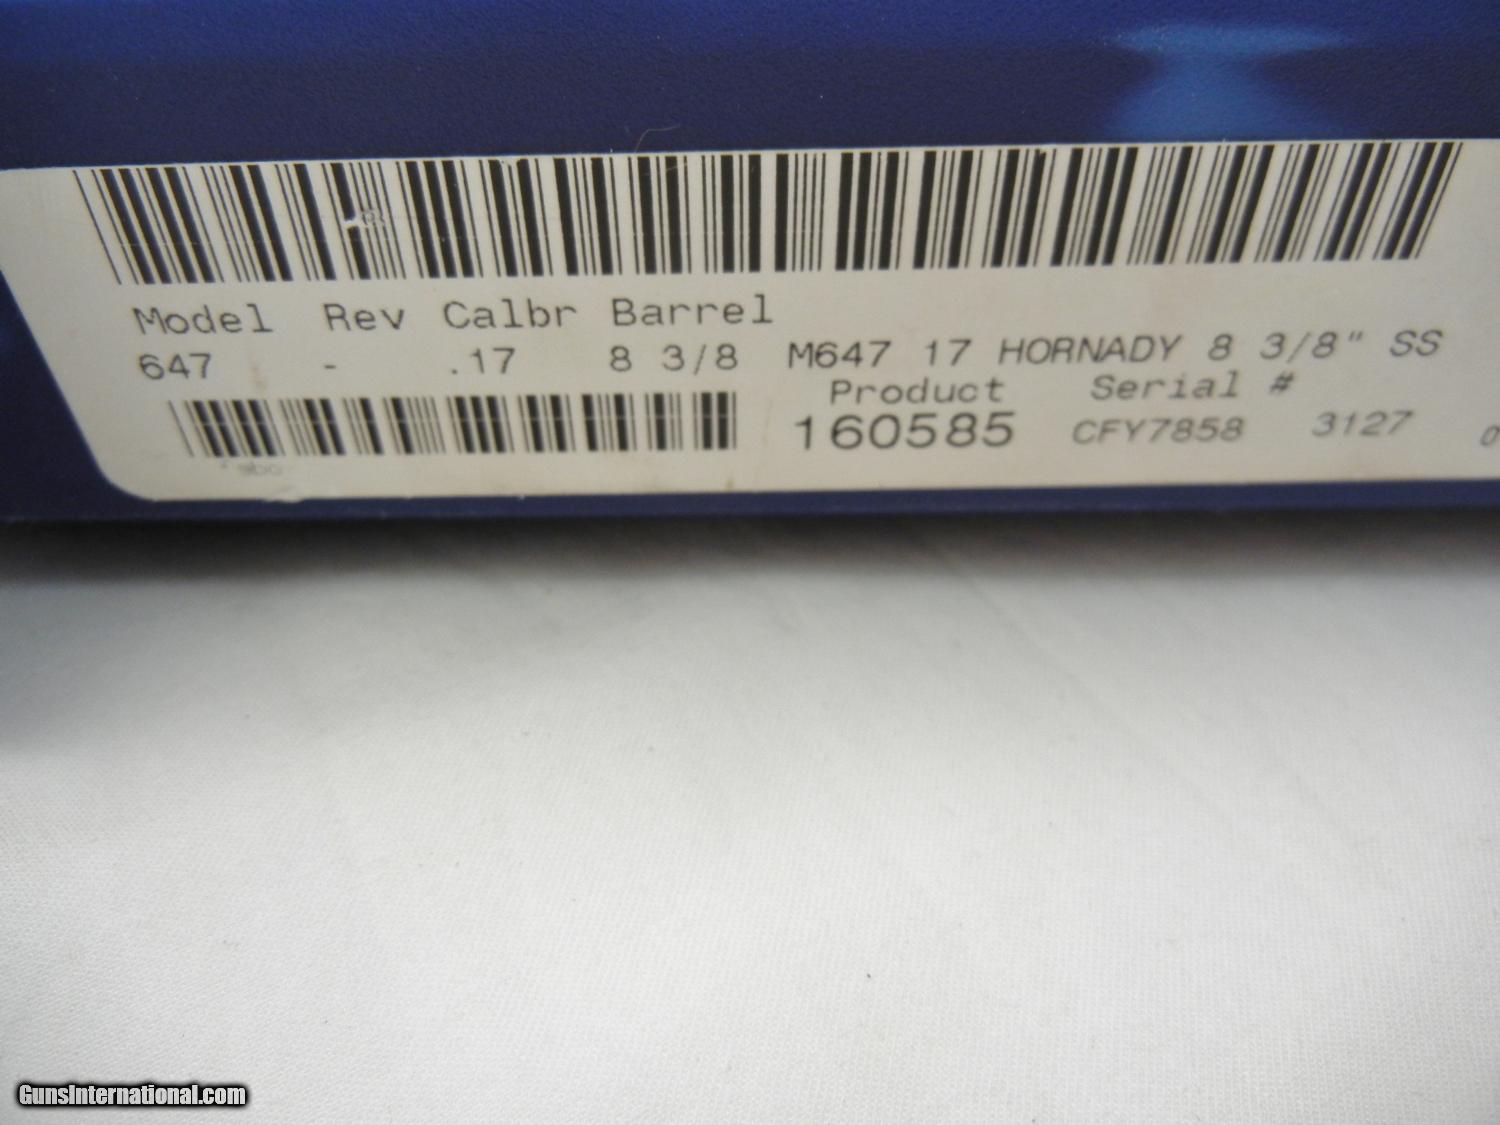 Model Rev Calbr Barrel
647 - .17 8 3/8 M647 17 HORNADY 8 3/8" SS
Product Serial #
160585 CFY7858 3127 0
GunsInternational.com